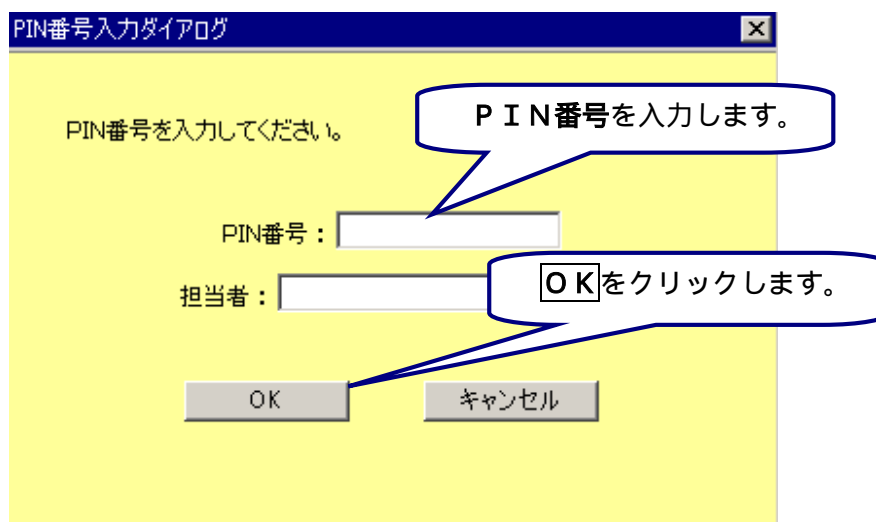 PIN番号入力ダイアログ
ＰＩＮ番号を入力します。
PIN番号を入力してください。
PIN番号：
ＯＫをクリックします。
担当者：
OK
キャンセル